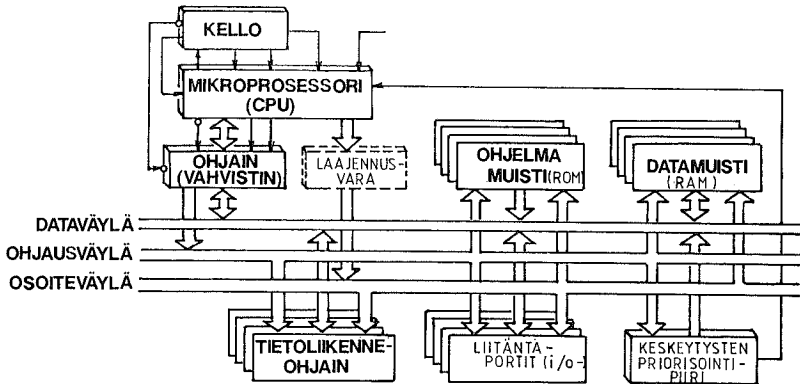 KELLO
MIKROPROSESSORI
(CPU)
OHJAIN
(VAHVISTIN)
LAAJENNUS-
VARA
OHJELMA
MUISTI(ROM)
DATAMUISTI
(RAM)
DATAVÄYLÄ
OHJAUSVÄYLÄ
OSOITEVÄYLÄ
TIETOLIIKENNE-
OHJAIN
LIITÄNTÄ-
PORTIT (i/o-)
KESKEYTYSTEN
PRIORISOINTI-
PIIRI